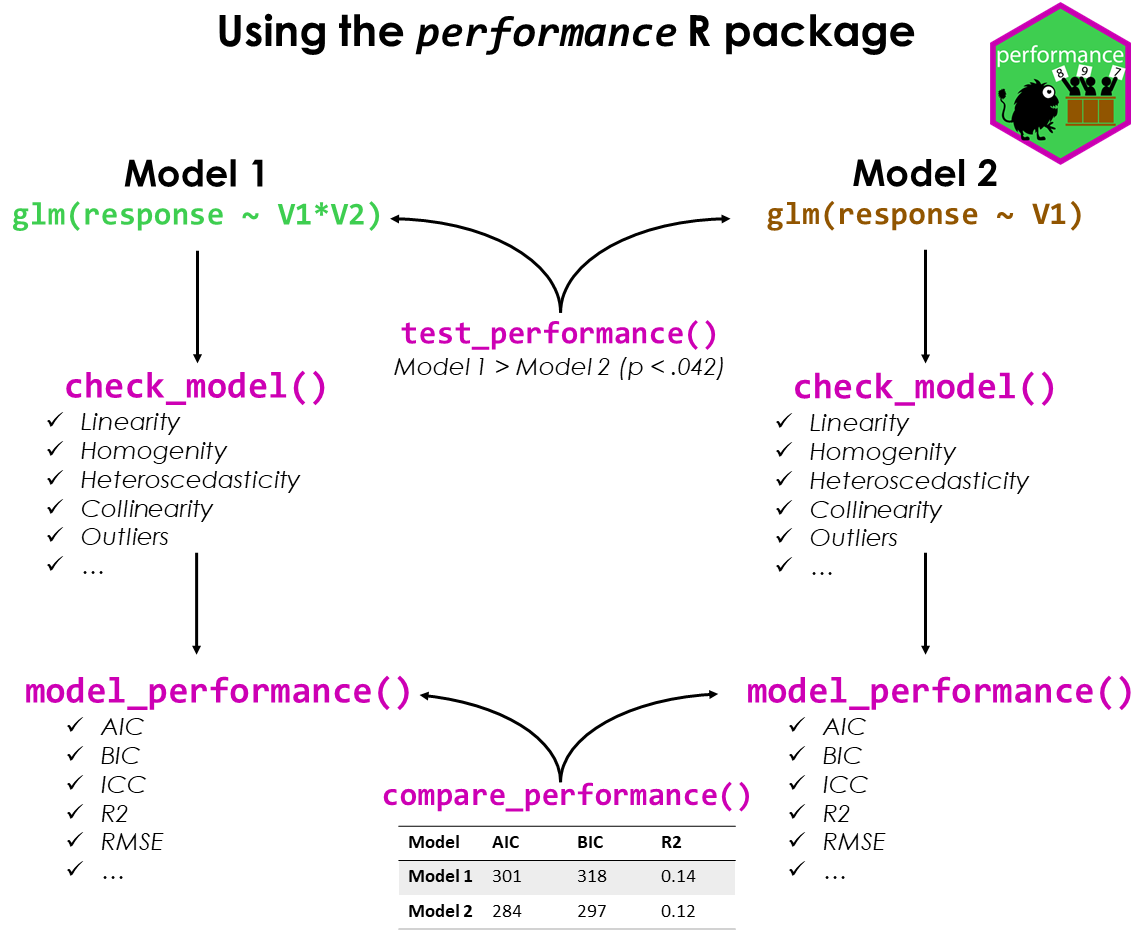 Using the performance R package
performance
8 9 7
Model 1
glm(response ~ V1*V2)
Model 2
glm(response ~ V1)
test_performance()
Model 1 > Model 2 (p < .042)
check_model()
✓ Linearity
✓ Homogenity
✓ Heteroscedasticity
✓ Collinearity
✓ Outliers
✓ …
check_model()
✓ Linearity
✓ Homogenity
✓ Heteroscedasticity
✓ Collinearity
✓ Outliers
✓ …
model_performance()
✓ AIC
✓ BIC
✓ ICC
✓ R2
✓ RMSE
✓ …
model_performance()
✓ AIC
✓ BIC
✓ ICC
✓ R2
✓ RMSE
✓ …
compare_performance()
Model AIC BIC R2
Model 1 301 318 0.14
Model 2 284 297 0.12